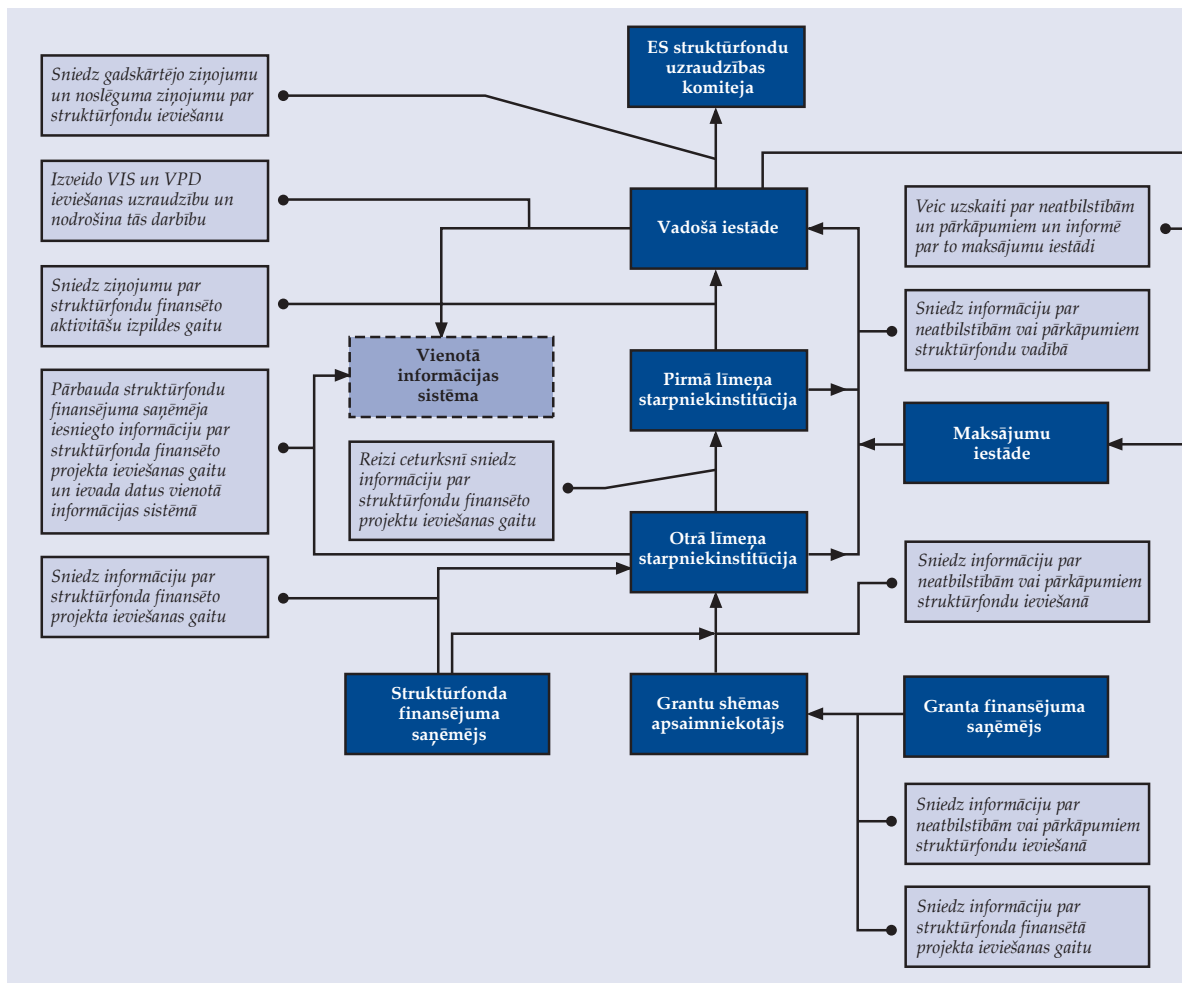 ES struktūrfondu
uzraudzības
komiteja
Sniedz gadskārtējo ziņojumu
un noslēguma ziņojumu par
struktūrfondu ieviešanu
Izveido VIS un VPD
ieviešanas uzraudzību un
nodrošina tās darbību
Vadošā iestāde
Veic uzskaiti par neatbilstībām
un pārkāpumiem un informē
par to maksājumu iestādi
Sniedz ziņojumu par
struktūrfondu finansēto
aktivitāšu izpildes gaitu
Sniedz informāciju par
neatbilstībām vai pārkāpumiem
struktūrfondu vadībā
Vienotā
informācijas
sistēma
Pirmā līmeņa
starpniekinstitūcija
Pārbauda struktūrfondu
finansējuma saņēmēja
iesniegto informāciju par
struktūrfonda finansēto
projekta ieviešanas gaitu
un ievada datus vienotā
informācijas sistēmā
Maksājumu
iestāde
Reizi ceturksnī sniedz
informāciju par
struktūrfondu finansēto
projektu ieviešanas gaitu
Otrā līmeņa
starpniekinstitūcija
Sniedz informāciju par
neatbilstībām vai pārkāpumiem
struktūrfondu ieviešanā
Sniedz informāciju par
struktūrfonda finansēto
projekta ieviešanas gaitu
Struktūrfonda
finansējuma
saņēmējs
Grantu shēmas
apsaimniekotājs
Granta finansējuma
saņēmējs
Sniedz informāciju par
neatbilstībām vai pārkāpumiem
struktūrfondu ieviešanā
Sniedz informāciju par
struktūrfonda finansētā
projekta ieviešanas gaitu